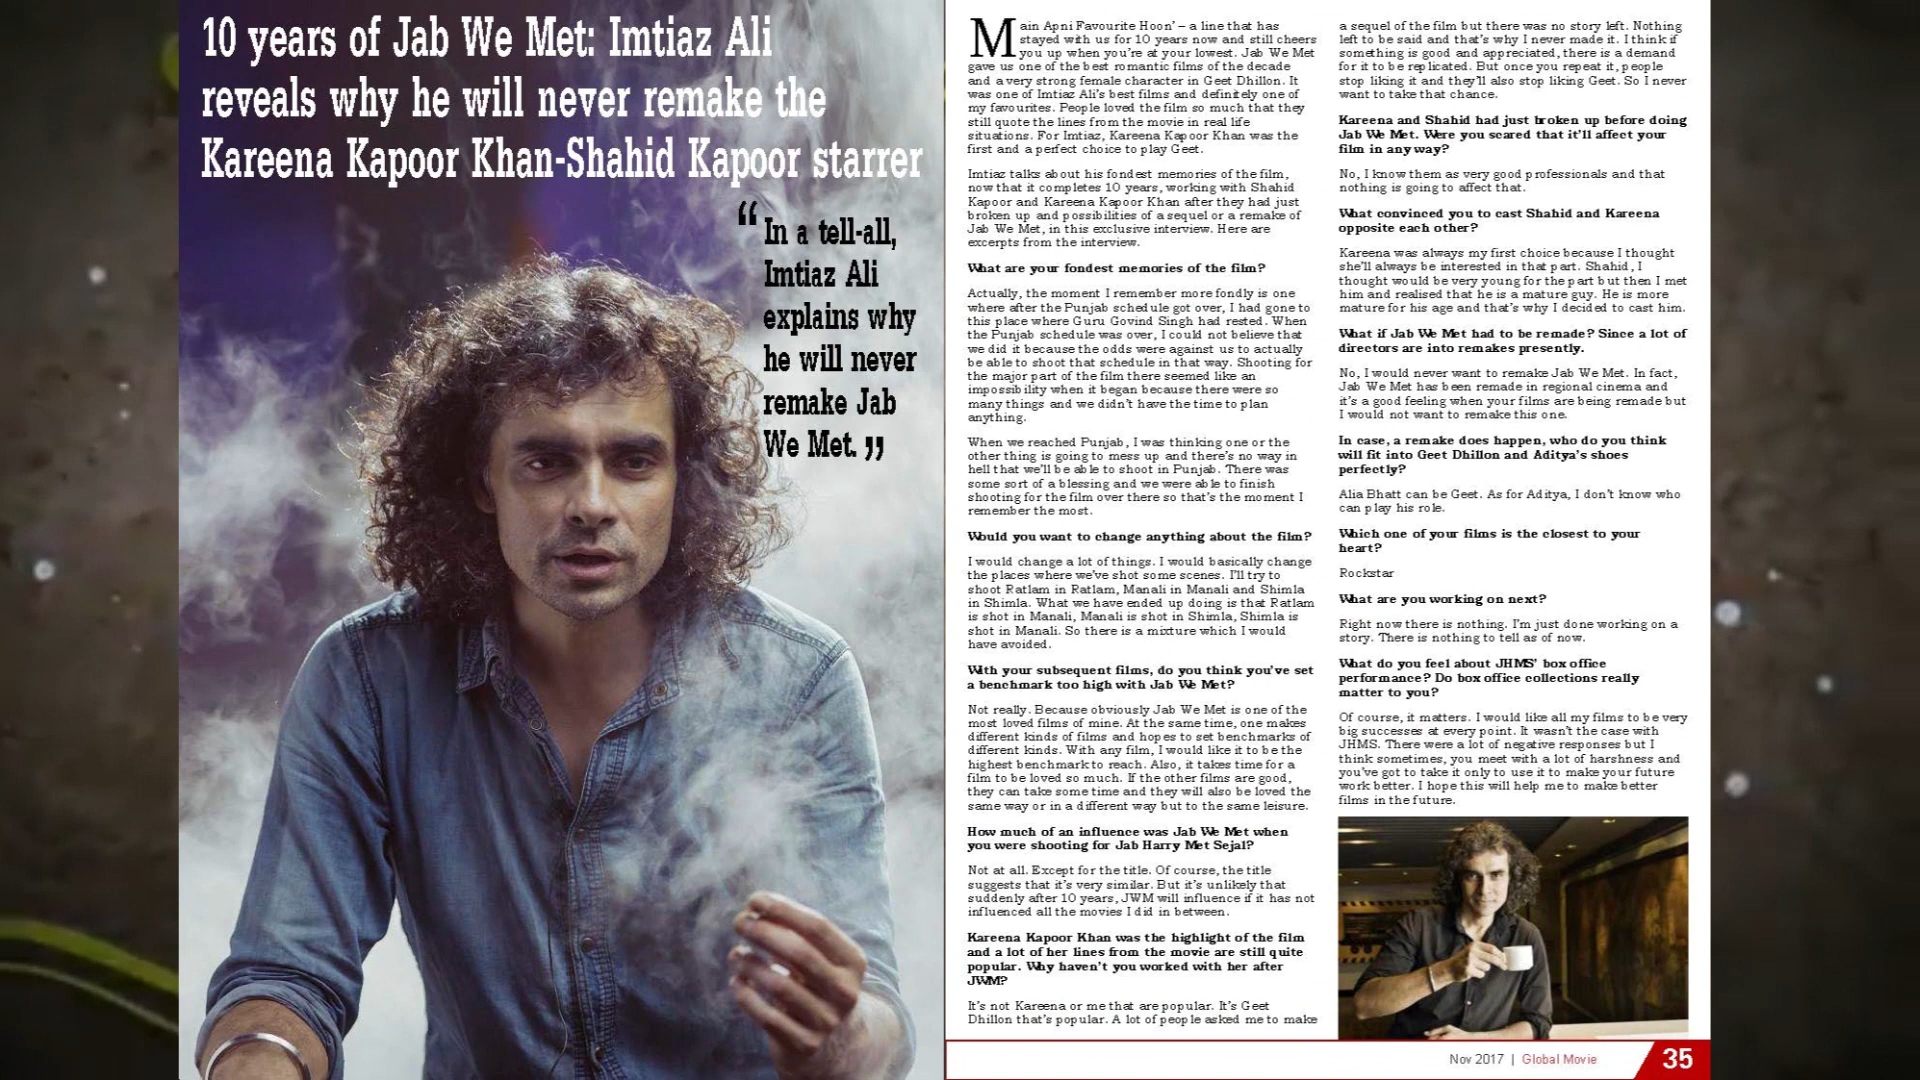 10 years of Jab We Met: Imtiaz Ali
reveals why he will never remake the
Kareena Kapoor Khan-Shahid Kapoor starrer
“ In a tell-all,
Imtiaz Ali
explains why
he will never
remake Jab
We Met. ”
Main Apni Favourite Hoon’ – a line that has
stayed with us for 10 years now and still cheers
you up when you’re at your lowest. Jab We Met
gave us one of the best romantic films of the decade
and a very strong female character in Geet Dhillon. It
was one of Imtiaz Ali’s best films and definitely one of
my favourites. People loved the film so much that they
still quote the lines from the movie in real life
situations. For Imtiaz, Kareena Kapoor Khan was the
first and a perfect choice to play Geet.
Imtiaz talks about his fondest memories of the film,
now that it completes 10 years, working with Shahid
Kapoor and Kareena Kapoor Khan after they had just
broken up and possibilities of a sequel or a remake of
Jab We Met, in this exclusive interview. Here are
excerpts from the interview.
What are your fondest memories of the film?
Actually, the moment I remember more fondly is one
where after the Punjab schedule got over, I had gone to
this place where Guru Govind Singh had rested. When
the Punjab schedule was over, I could not believe that
we did it because the odds were against us to actually
be able to shoot that schedule in that way. Shooting for
the major part of the film there seemed like an
impossibility when it began because there were so
many things and we didn’t have the time to plan
anything.
When we reached Punjab, I was thinking one or the
other thing is going to mess up and there’s no way in
hell that we’ll be able to shoot in Punjab. There was
some sort of a blessing and we were able to finish
shooting for the film over there so that’s the moment I
remember the most.
Would you want to change anything about the film?
I would change a lot of things. I would basically change
the places where we’ve shot some scenes. I’ll try to
shoot Ratlam in Ratlam, Manali in Manali and Shimla
in Shimla. What we have ended up doing is that Ratlam
is shot in Manali, Manali is shot in Shimla, Shimla is
shot in Manali. So there is a mixture which I would
have avoided.
With your subsequent films, do you think you’ve set
a benchmark too high with Jab We Met?
Not really. Because obviously Jab We Met is one of the
most loved films of mine. At the same time, one makes
different kinds of films and hopes to set benchmarks of
different kinds. With any film, I would like it to be the
highest benchmark to reach. Also, it takes time for a
film to be loved so much. If the other films are good,
they can take some time and they will also be loved the
same way or in a different way but to the same leisure.
How much of an influence was Jab We Met when
you were shooting for Jab Harry Met Sejal?
Not at all. Except for the title. Of course, the title
suggests that it’s very similar. But it’s unlikely that
suddenly after 10 years, JWM will influence if it has not
influenced all the movies I did in between.
Kareena Kapoor Khan was the highlight of the film
and a lot of her lines from the movie are still quite
popular. Why haven’t you worked with her after
JWM?
It’s not Kareena or me that are popular. It’s Geet
Dhillon that’s popular. A lot of people asked me to make
a sequel of the film but there was no story left. Nothing
left to be said and that’s why I never made it. I think if
something is good and appreciated, there is a demand
for it to be replicated. But once you repeat it, people
stop liking it and they’ll also stop liking Geet. So I never
want to take that chance.
Kareena and Shahid had just broken up before doing
Jab We Met. Were you scared that it’ll affect your
film in any way?
No, I know them as very good professionals and that
nothing is going to affect that.
What convinced you to cast Shahid and Kareena
opposite each other?
Kareena was always my first choice because I thought
she’ll always be interested in that part. Shahid, I
thought would be very young for the part but then I met
him and realised that he is a mature guy. He is more
mature for his age and that’s why I decided to cast him.
What if Jab We Met had to be remade? Since a lot of
directors are into remakes presently.
No, I would never want to remake Jab We Met. In fact,
Jab We Met has been remade in regional cinema and
it’s a good feeling when your films are being remade but
I would not want to remake this one.
In case, a remake does happen, who do you think
will fit into Geet Dhillon and Aditya’s shoes
perfectly?
Alia Bhatt can be Geet. As for Aditya, I don’t know who
can play his role.
Which one of your films is the closest to your
heart?
Rockstar
What are you working on next?
Right now there is nothing. I’m just done working on a
story. There is nothing to tell as of now.
What do you feel about JHMS’ box office
performance? Do box office collections really
matter to you?
Of course, it matters. I would like all my films to be very
big successes at every point. It wasn’t the case with
JHMS. There were a lot of negative responses but I
think sometimes, you meet with a lot of harshness and
you’ve got to take it only to use it to make your future
work better. I hope this will help me to make better
films in the future.
Nov 2017 | Global Movie 35